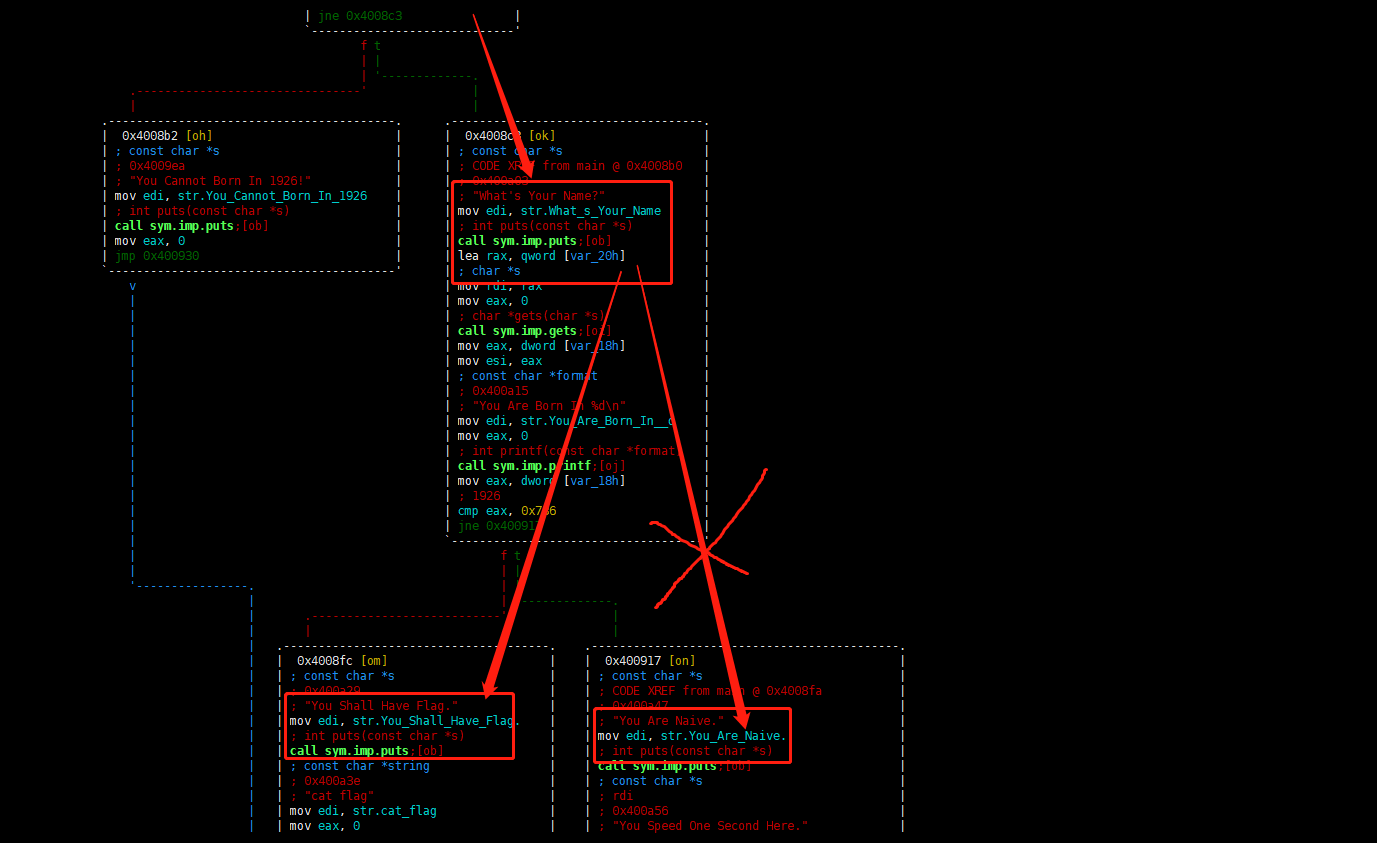 jne 0x4008c3
f t
0x4008b2 [oh]
; const char *s
; 0x4009ea
; "You Cannot Born In 1926!"
mov edi, str.You_Cannot_Born_In_1926
; int puts(const char *s)
call sym.imp.puts;[ob]
mov eax, 0
jmp 0x400930
v
0x4008c3 [ok]
; const char *s
; CODE XREF from main @ 0x4008b0
; "What's Your Name?"
mov edi, str.What_s_Your_Name
; int puts(const char *s)
call sym.imp.puts;[ob]
lea rax, qword [var_20h]
; char *s
mov rdi, rax
mov eax, 0
; char *gets(char *s)
call sym.imp.gets;[oi]
mov eax, dword [var_18h]
mov esi, eax
; const char *format
; 0x400a15
; "You Are Born In %d\n"
mov edi, str.You_Are_Born_In__d
mov eax, 0
; int printf(const char *format)
call sym.imp.printf;[oj]
mov eax, dword [var_18h]
; 1926
cmp eax, 0x786
jne 0x400917
f t
0x4008fc [om]
; const char *s
; 0x400a29
; "You Shall Have Flag."
mov edi, str.You_Shall_Have_Flag.
; int puts(const char *s)
call sym.imp.puts;[ob]
; const char *string
; 0x400a3e
; "cat flag"
mov edi, str.cat_flag
mov eax, 0
0x400917 [on]
; const char *s
; CODE XREF from main @ 0x4008fa
; 0x400a47
; "You Are Naive."
mov edi, str.You_Are_Naive.
; int puts(const char *s)
call sym.imp.puts;[ob]
; const char *s
; rdi
; 0x400a56
; "You Speed One Second Here."